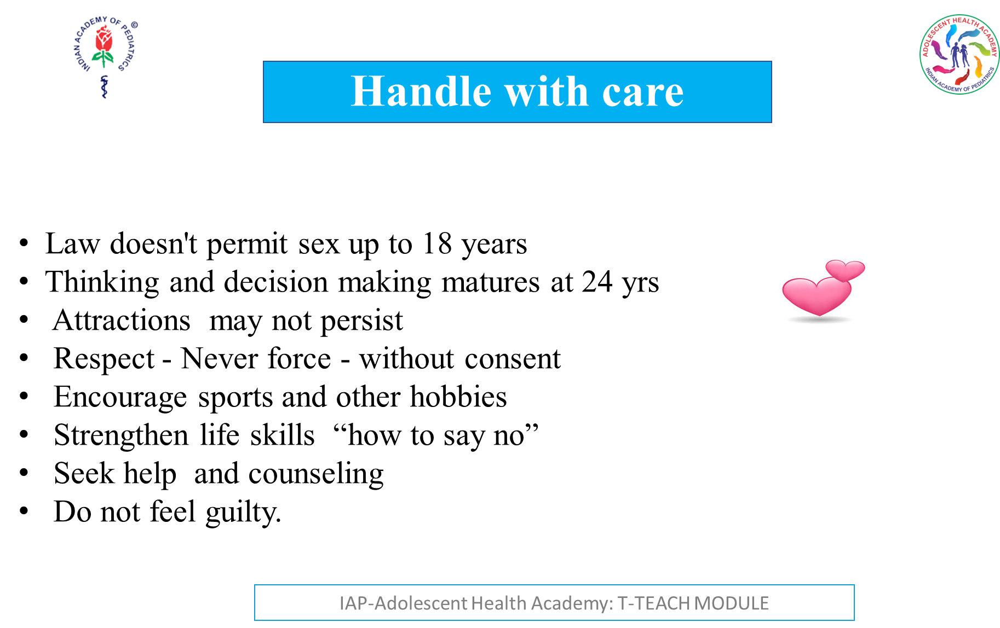 INDIAN ACADEMY OF PEDIATRICS ©
ADOLESCENT HEALTH ACADEMY
INDIAN ACADEMY OF PEDIATRICS
Handle with care
• Law doesn't permit sex up to 18 years
• Thinking and decision making matures at 24 yrs
• Attractions may not persist
• Respect - Never force - without consent
• Encourage sports and other hobbies
• Strengthen life skills “how to say no”
• Seek help and counseling
• Do not feel guilty.
IAP-Adolescent Health Academy: T-TEACH MODULE